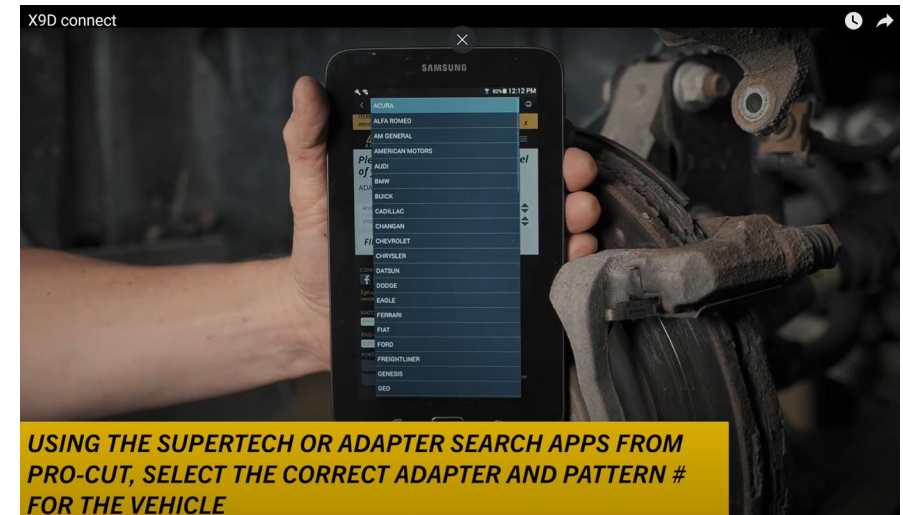 X9D connect
SAMSUNG
82% 12:12 PM
ACURA
ALFA ROMEO
AM GENERAL
AMERICAN MOTORS
AUDI
BMW
BUICK
CADILLAC
CHANGAN
CHEVROLET
CHRYSLER
DATSUN
DODGE
EAGLE
FERRARI
FIAT
FORD
FREIGHTLINER
GENESIS
GEO
USING THE SUPERTECH OR ADAPTER SEARCH APPS FROM
PRO-CUT, SELECT THE CORRECT ADAPTER AND PATTERN #
FOR THE VEHICLE